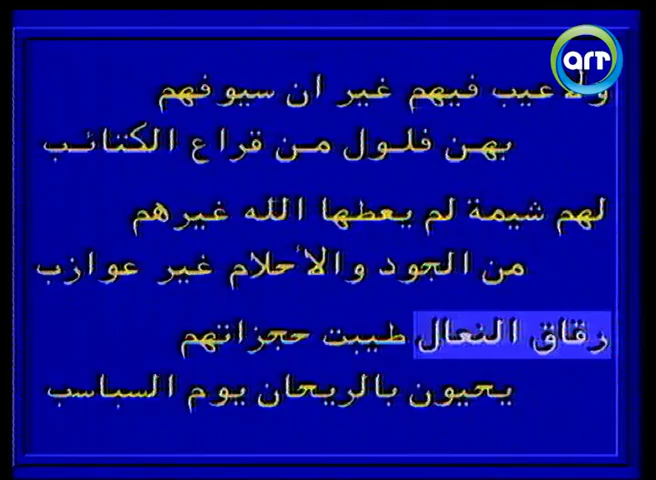 art
ولا عيب فيهم غير ان سيوفهم
بهن فلول من قراع الكتائب
لهم شيمة لم يعطها الله غيرهم
من الجود والأحلام غير عوازب
رقاق النعال طيبت حجزاتهم
يحيون بالريحان يوم السباسب